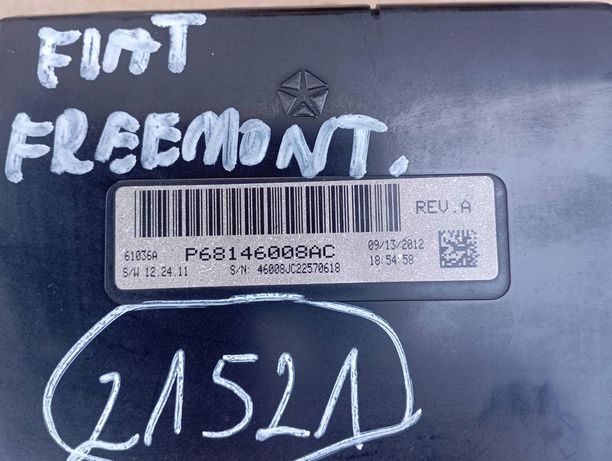 FIAT
FREEMONT.
REV.A
61036A P68146008AC 09/13/2012
S/W 12.24.11 S/N: 46008JC22570618 18:54:58
21521